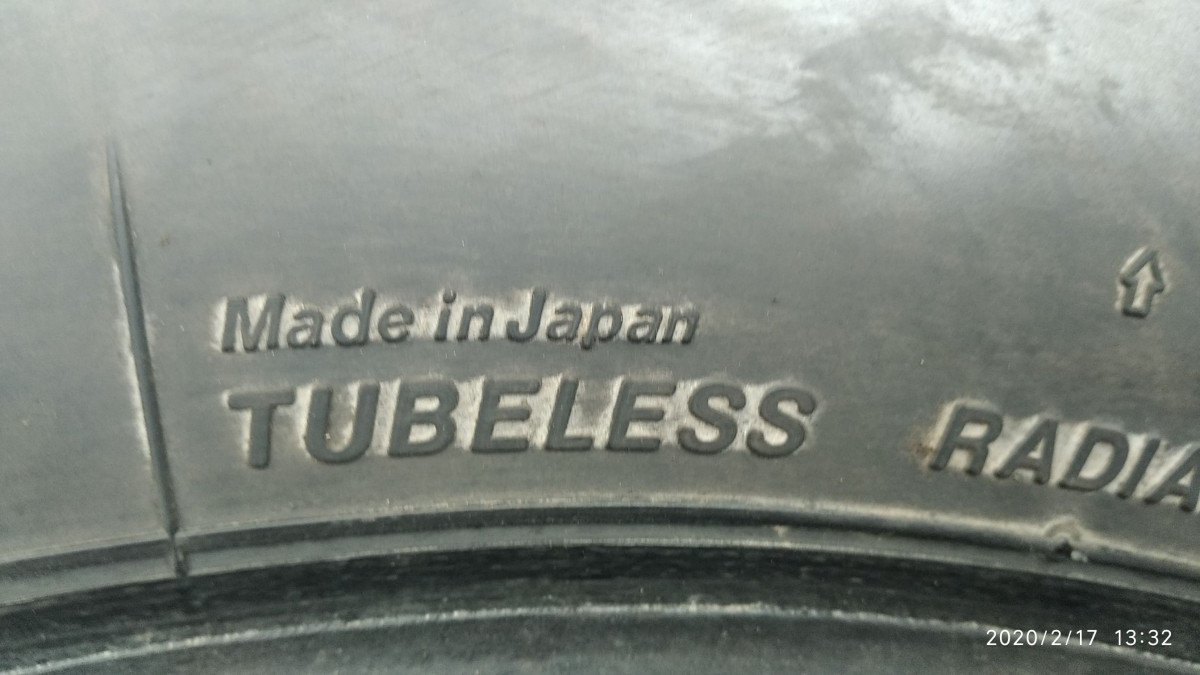 Made in Japan
TUBELESS RADIA
2020/2/17 13:32